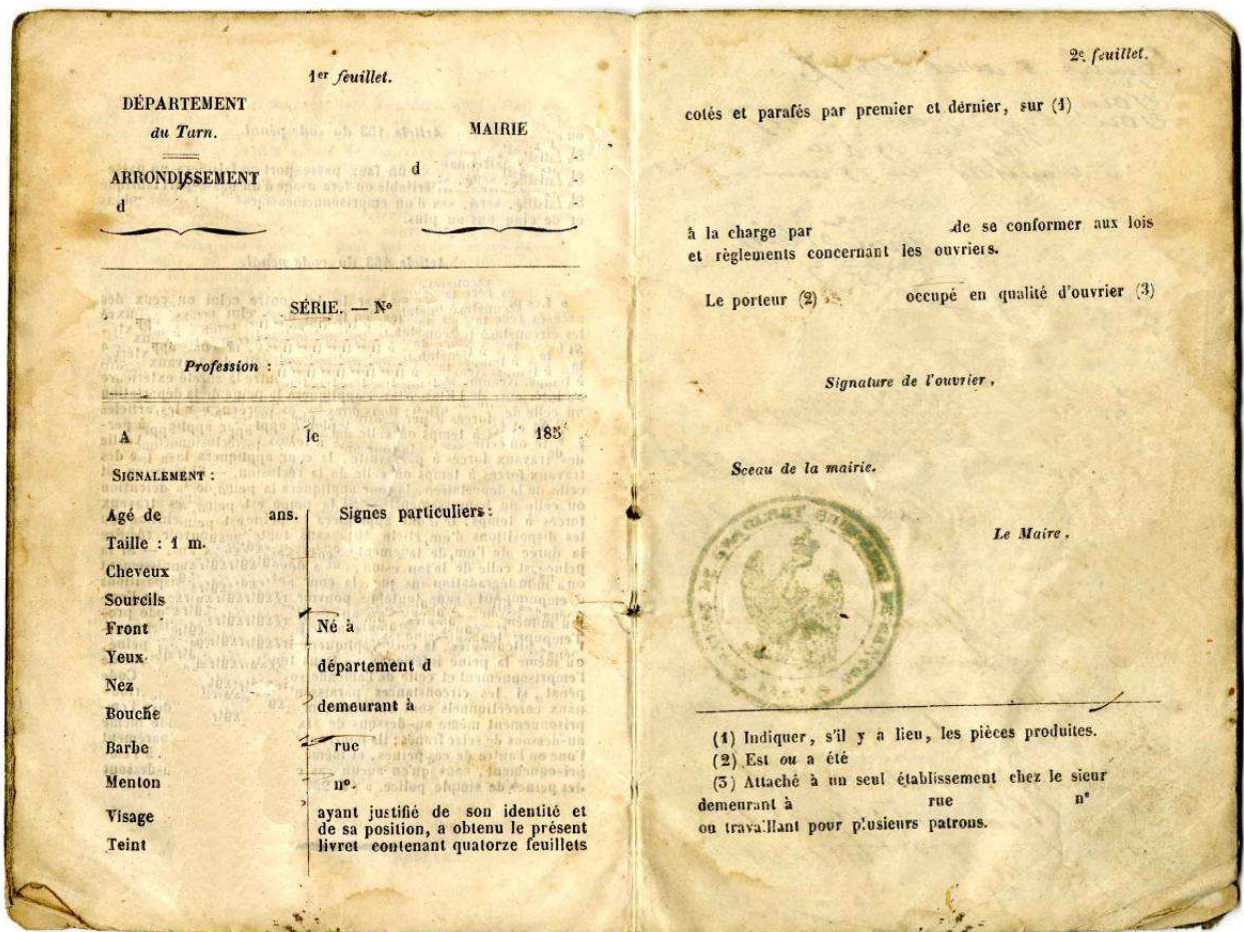 1er feuillet.
DÉPARTEMENT
du Tarn.
ARRONDISSEMENT
d
MAIRIE
d
SÉRIE. — No
Profession :
A le 185
SIGNALEMENT :
Agé de ans.
Taille : 1 m.
Cheveux
Sourcils
Front
Yeux
Nez
Bouche
Barbe
Menton
Visage
Teint
Signes particuliers :
Né à
département d
demeurant à
rue
no.
ayant justifié de son identité et
de sa position, a obtenu le présent
livret contenant quatorze feuillets
2e. feuillet.
cotés et parafés par premier et dernier, sur (1)
à la charge par de se conformer aux lois
et règlements concernant les ouvriers.
Le porteur (2) occupé en qualité d'ouvrier (3)
Signature de l'ouvrier,
Sceau de la mairie.
Le Maire,
(1) Indiquer, s'il y a lieu, les pièces produites.
(2) Est ou a été
(3) Attaché à un seul établissement chez le sieur
demeurant à rue no
ou travaillant pour plusieurs patrons.